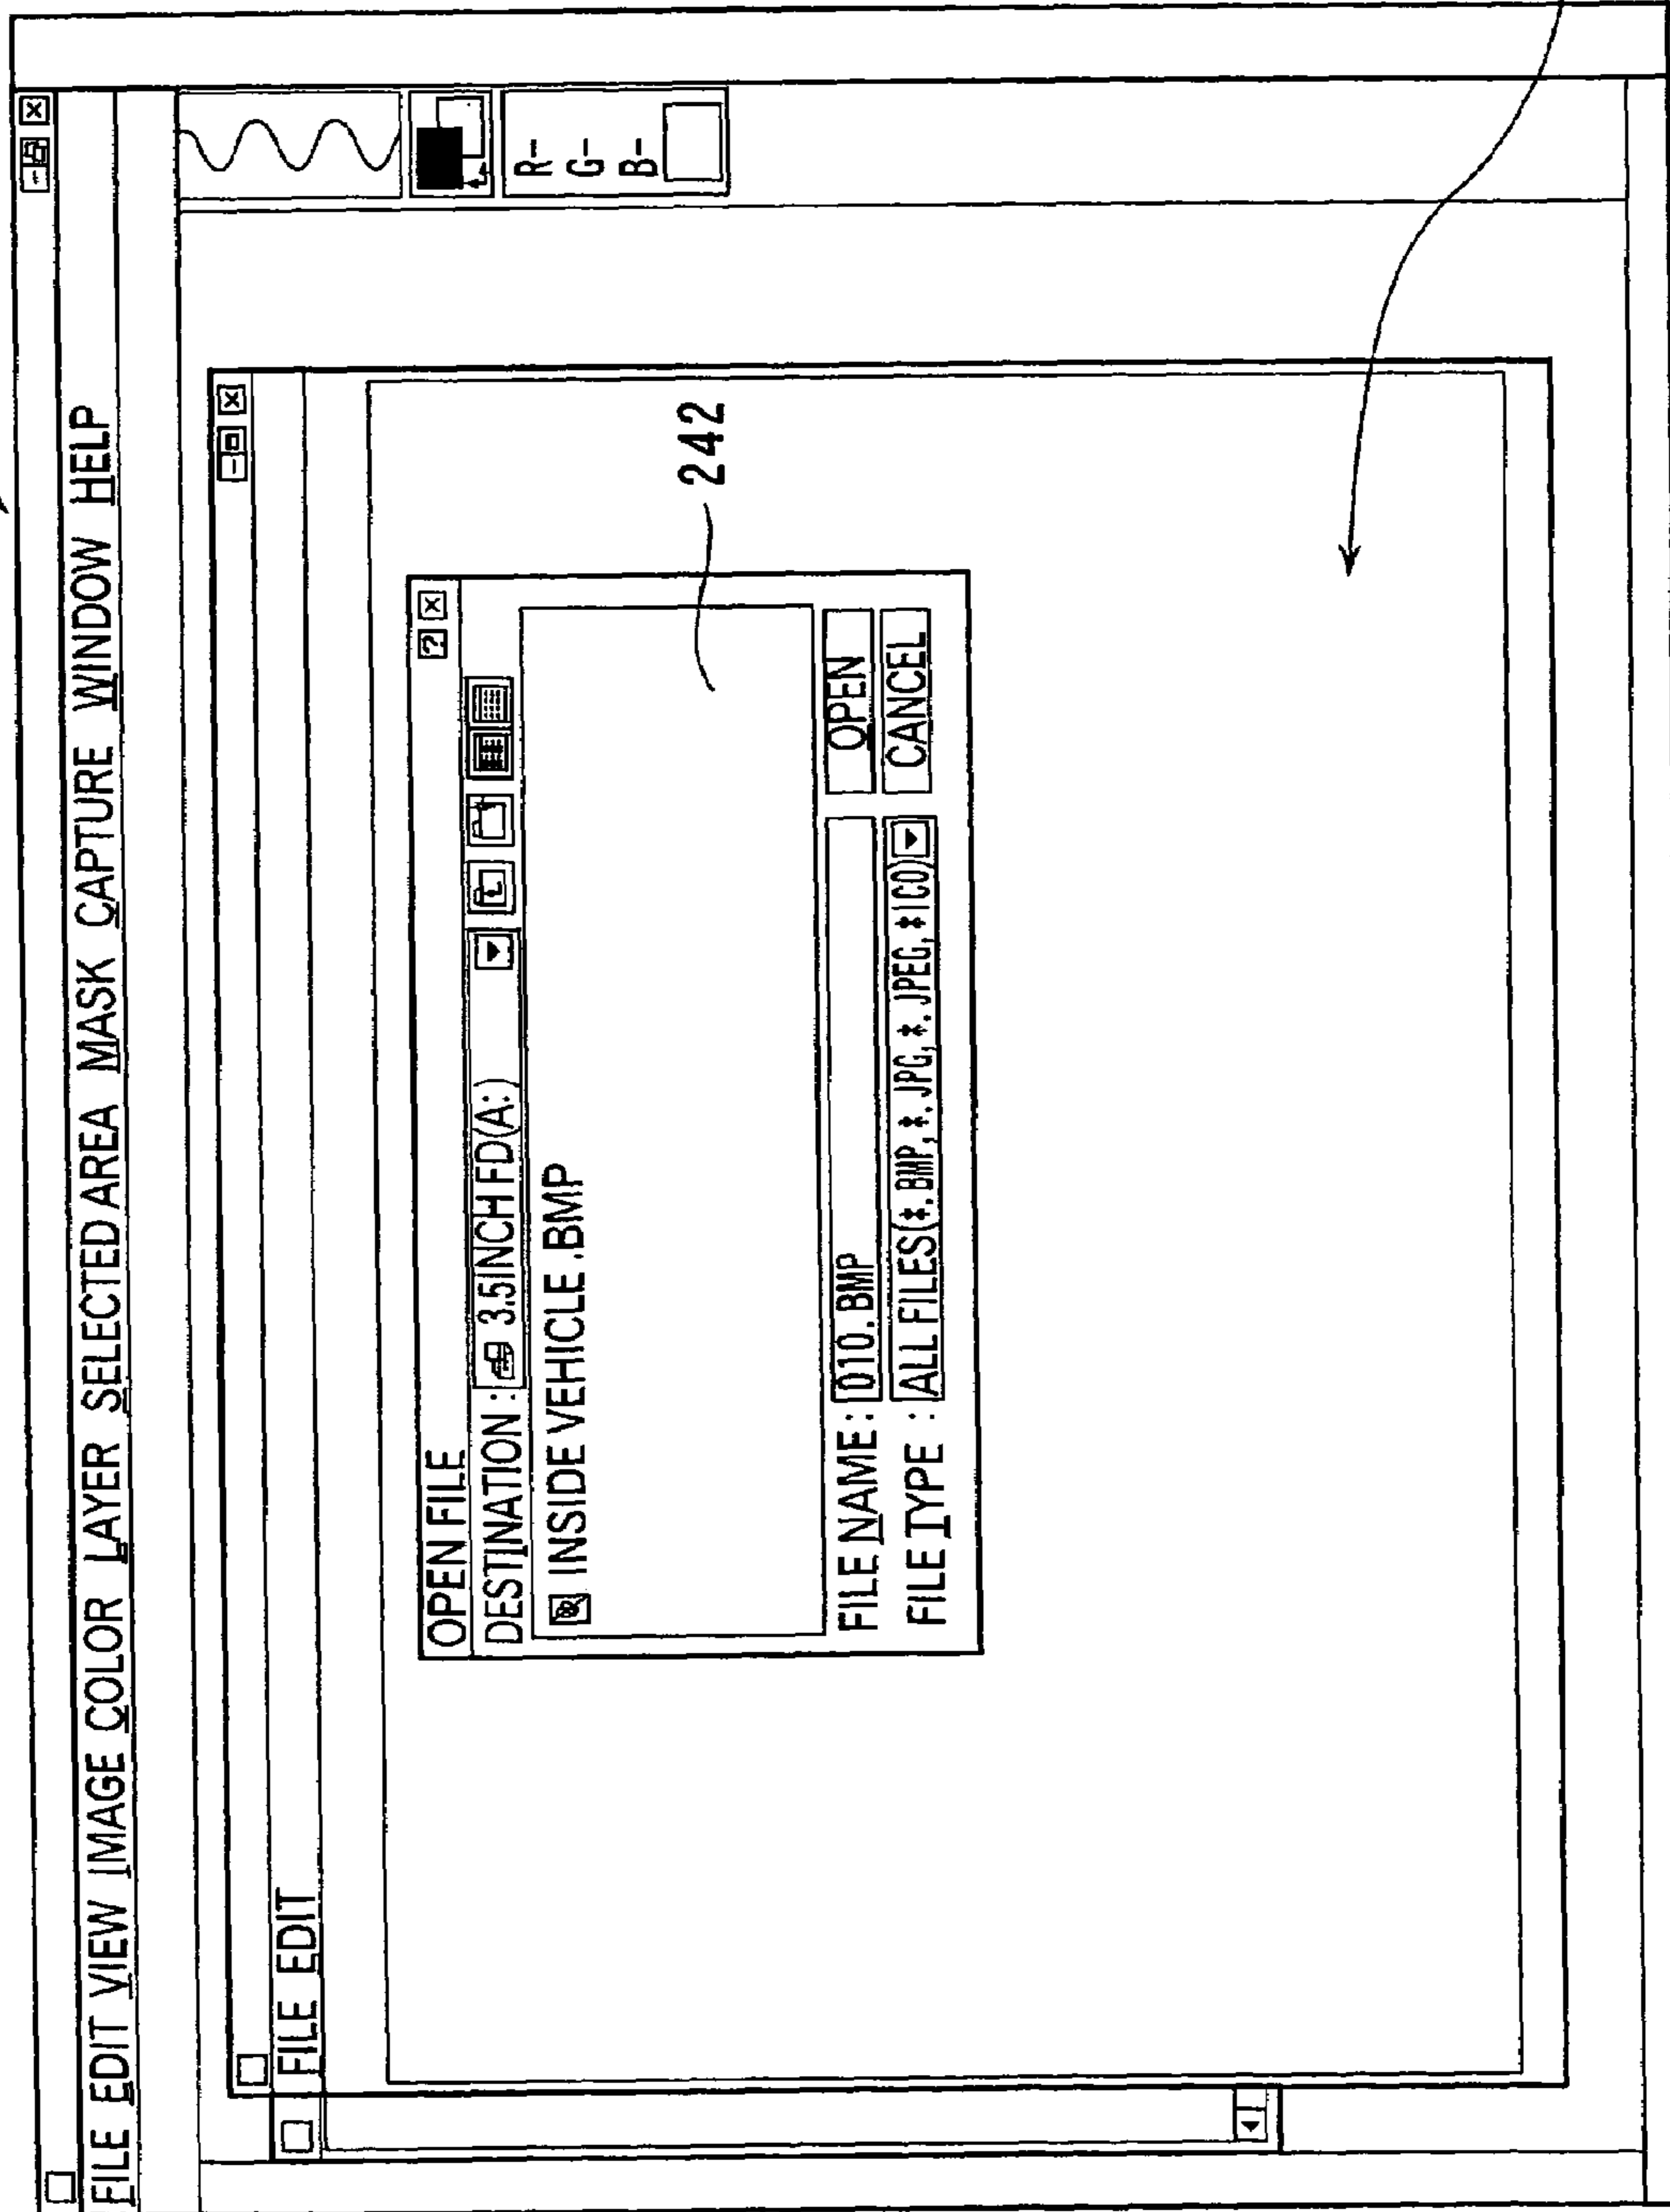 FILE EDIT VIEW IMAGE COLOR LAYER SELECTED AREA MASK CAPTURE WINDOW HELP
R-
G-
B-
FILE EDIT
OPEN FILE
DESTINATION : 3.5INCH FD(A:)
INSIDE VEHICLE .BMP
242
FILE NAME : 010. BMP OPEN
FILE TYPE : ALL FILES(*. BMP, *. JPG, *. JPEG, *ICO) CANCEL